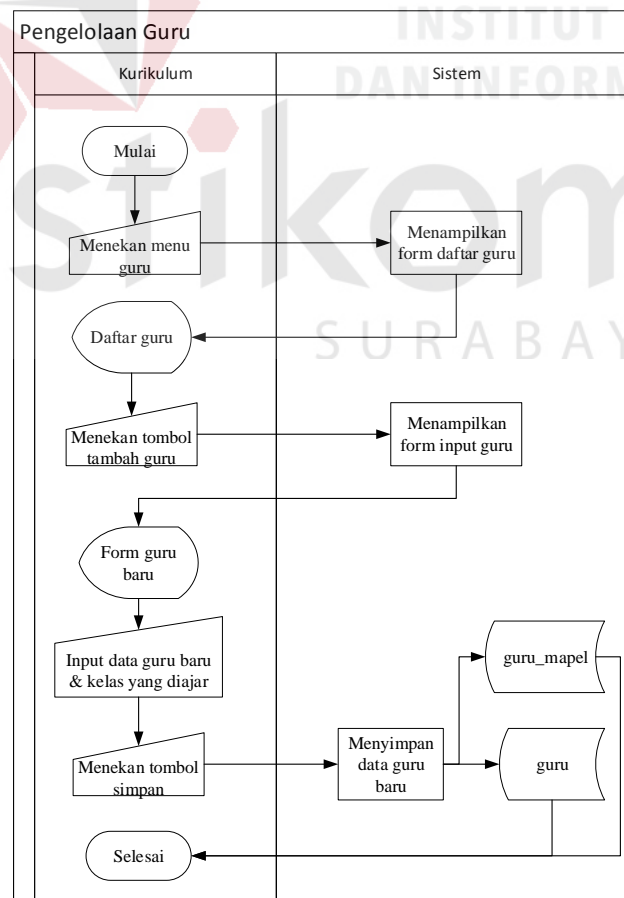 INSTITUT
DAN INFORM
stikom
SURABAY
Pengelolaan Guru
Kurikulum
Sistem
Mulai
Menekan menu
guru
Menampilkan
form daftar guru
Daftar guru
Menekan tombol
tambah guru
Menampilkan
form input guru
Form guru
baru
Input data guru baru
& kelas yang diajar
guru_mapel
Menekan tombol
simpan
Menyimpan
data guru
baru
guru
Selesai